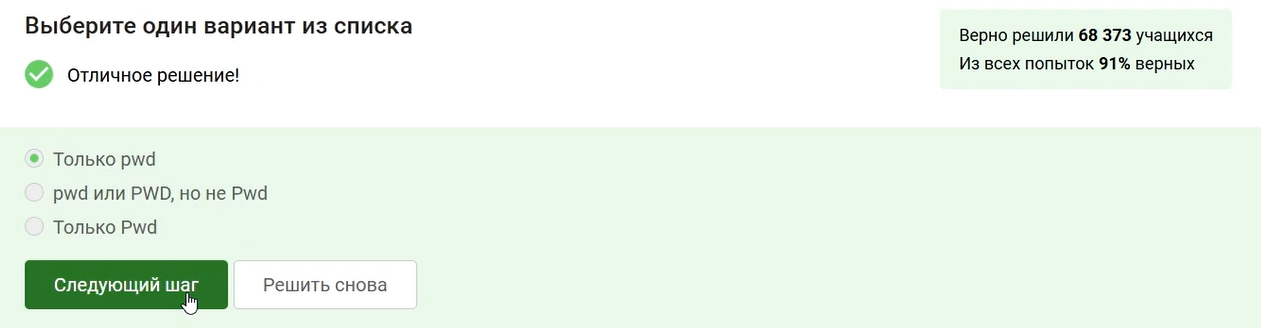 Выберите один вариант из списка
Верно решили 68 373 учащихся
Из всех попыток 91% верных
Отличное решение!
Только pwd
pwd или PWD, но не Pwd
Только Pwd
Следующий шаг
Решить снова